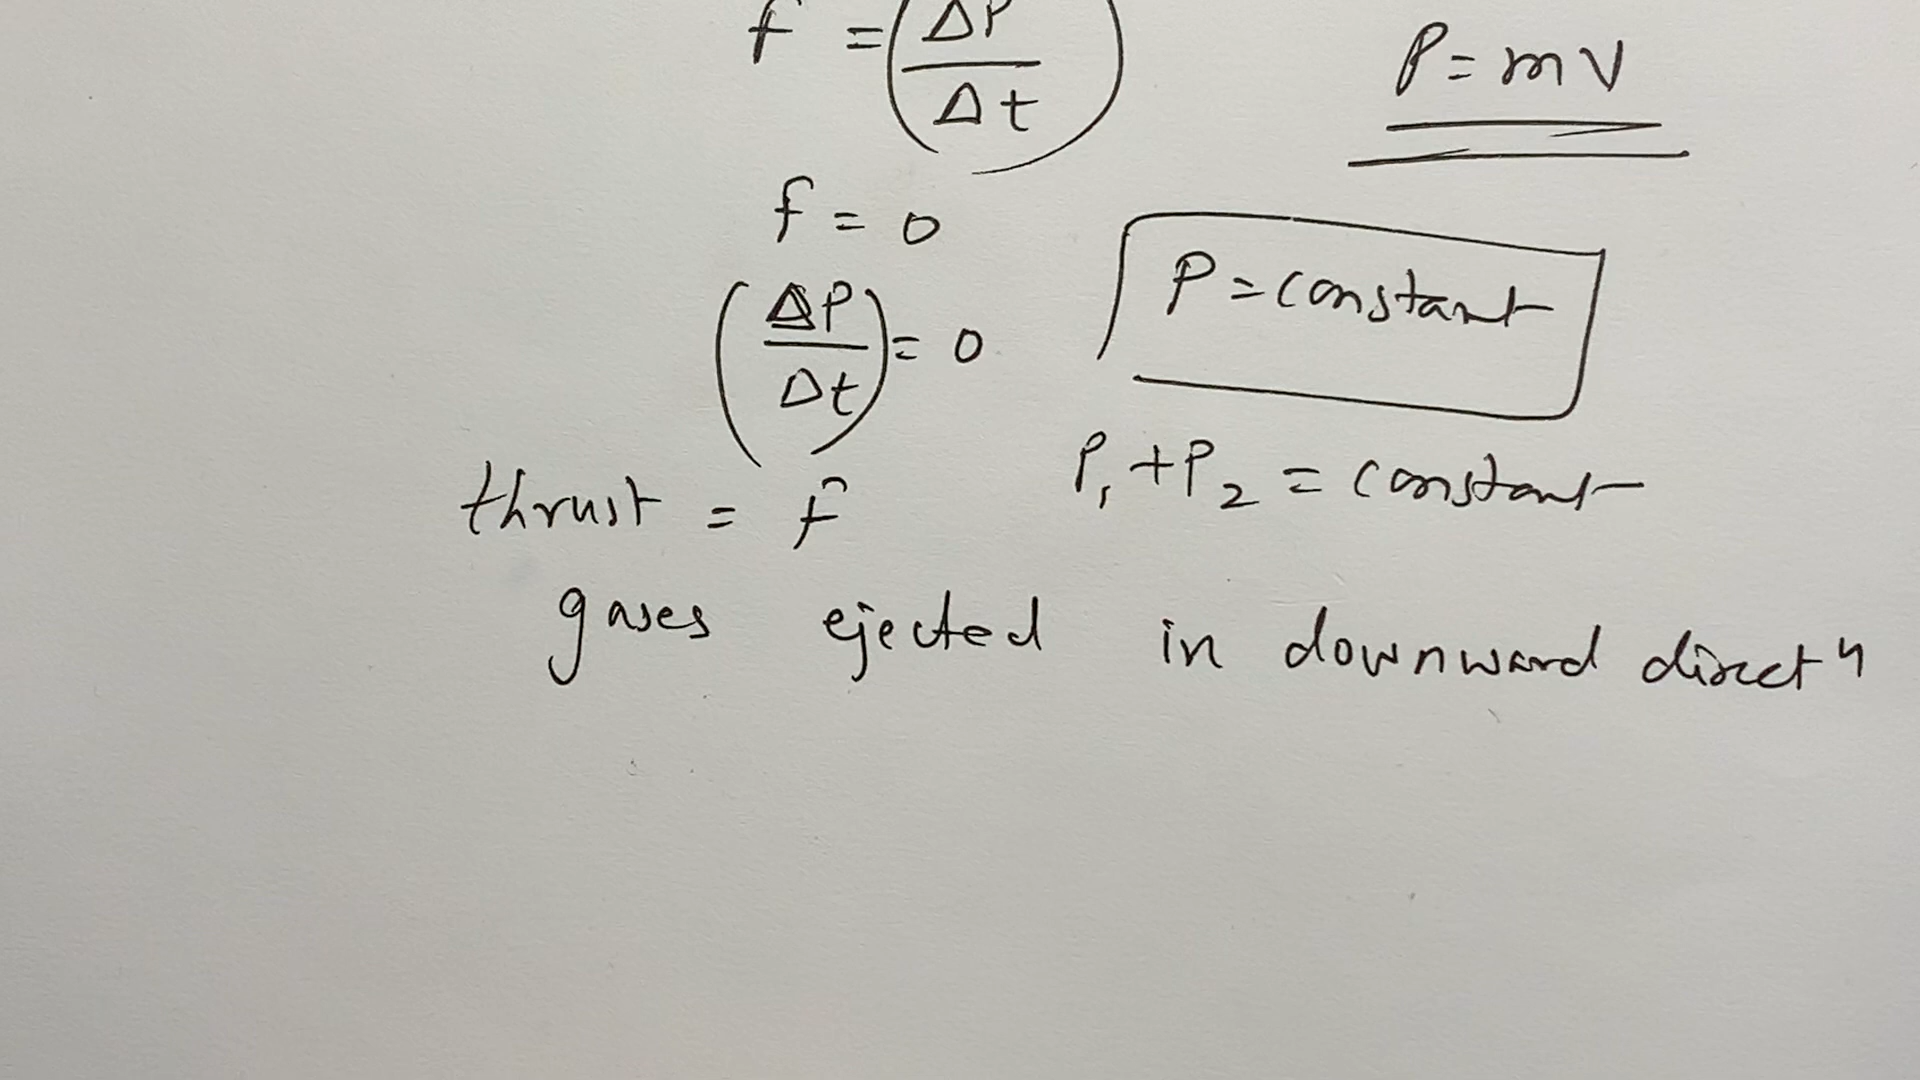 f = (ΔP/Δt)
P = mv
f = 0
(ΔP/Δt) = 0
P = constant
P₁ + P₂ = constant
thrust = f
gases ejected in downward directⁿ